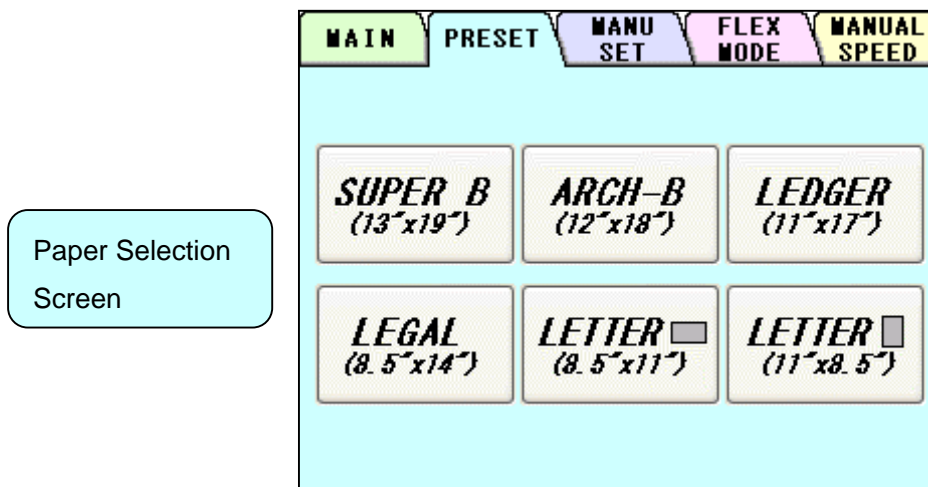 MAIN
PRESET
MANU
SET
FLEX
MODE
MANUAL
SPEED
Paper Selection
Screen
SUPER B
(13"x19")
ARCH-B
(12"x18")
LEDGER
(11"x17")
LEGAL
(8.5"x14")
LETTER
(8.5"x11")
LETTER
(11"x8.5")